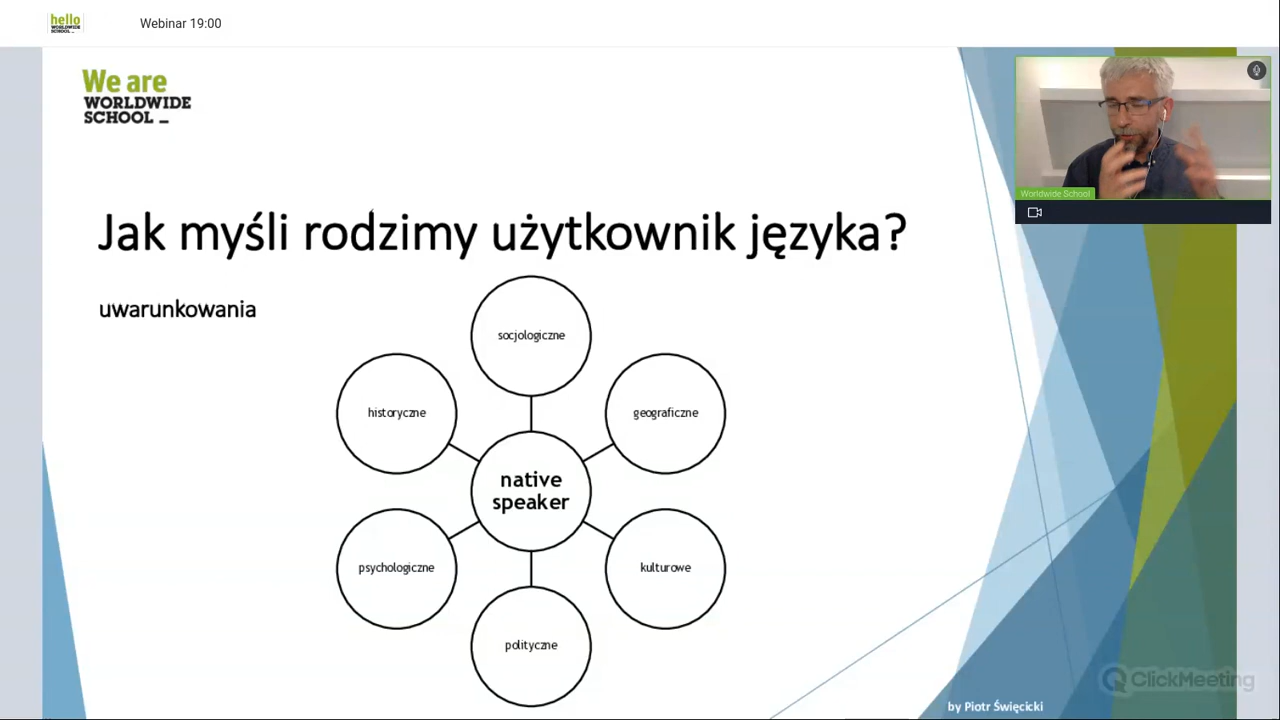 hello
WORLDWIDE
SCHOOL _
Webinar 19:00
We are
WORLDWIDE
SCHOOL _
Worldwide School
Jak myśli rodzimy użytkownik języka?
uwarunkowania
socjologiczne
historyczne
geograficzne
native
speaker
psychologiczne
kulturowe
polityczne
ClickMeeting
by Piotr Święcicki